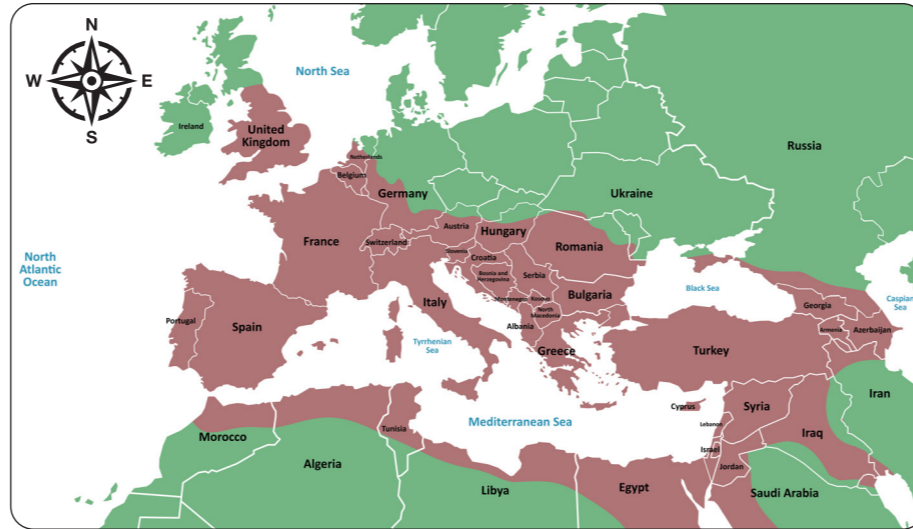 N
W
E
S
North Sea
Ireland
United
Kingdom
Netherlands
Belgium
Germany
Russia
Ukraine
France
Switzerland
Austria
Hungary
Slovenia
Croatia
Romania
Bosnia and
Herzegovina
Serbia
North
Atlantic
Ocean
Italy
Montenegro
Kosovo
Bulgaria
Black Sea
Georgia
Caspian
Sea
North
Macedonia
Albania
Portugal
Spain
Tyrrhenian
Sea
Greece
Turkey
Armenia
Azerbaijan
Cyprus
Syria
Iran
Mediterranean Sea
Lebanon
Iraq
Morocco
Tunisia
Israel
Jordan
Algeria
Libya
Egypt
Saudi Arabia